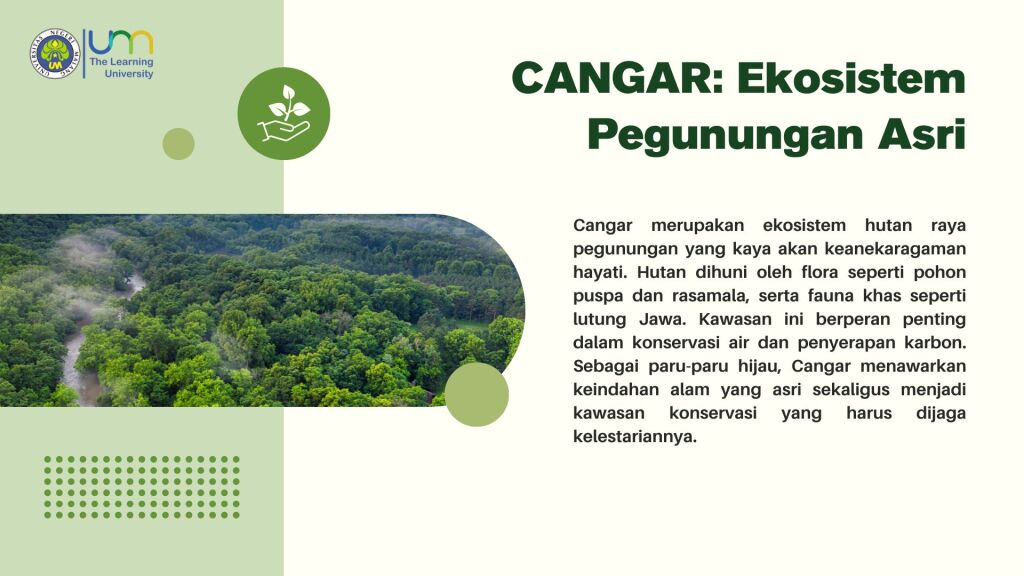 UNIVERSITAS NEGERI MALANG
UM
um
The Learning
University
CANGAR: Ekosistem
Pegunungan Asri
Cangar merupakan ekosistem hutan raya
pegunungan yang kaya akan keanekaragaman
hayati. Hutan dihuni oleh flora seperti pohon
puspa dan rasamala, serta fauna khas seperti
lutung Jawa. Kawasan ini berperan penting
dalam konservasi air dan penyerapan karbon.
Sebagai paru-paru hijau, Cangar menawarkan
keindahan alam yang asri sekaligus menjadi
kawasan konservasi yang harus dijaga
kelestariannya.